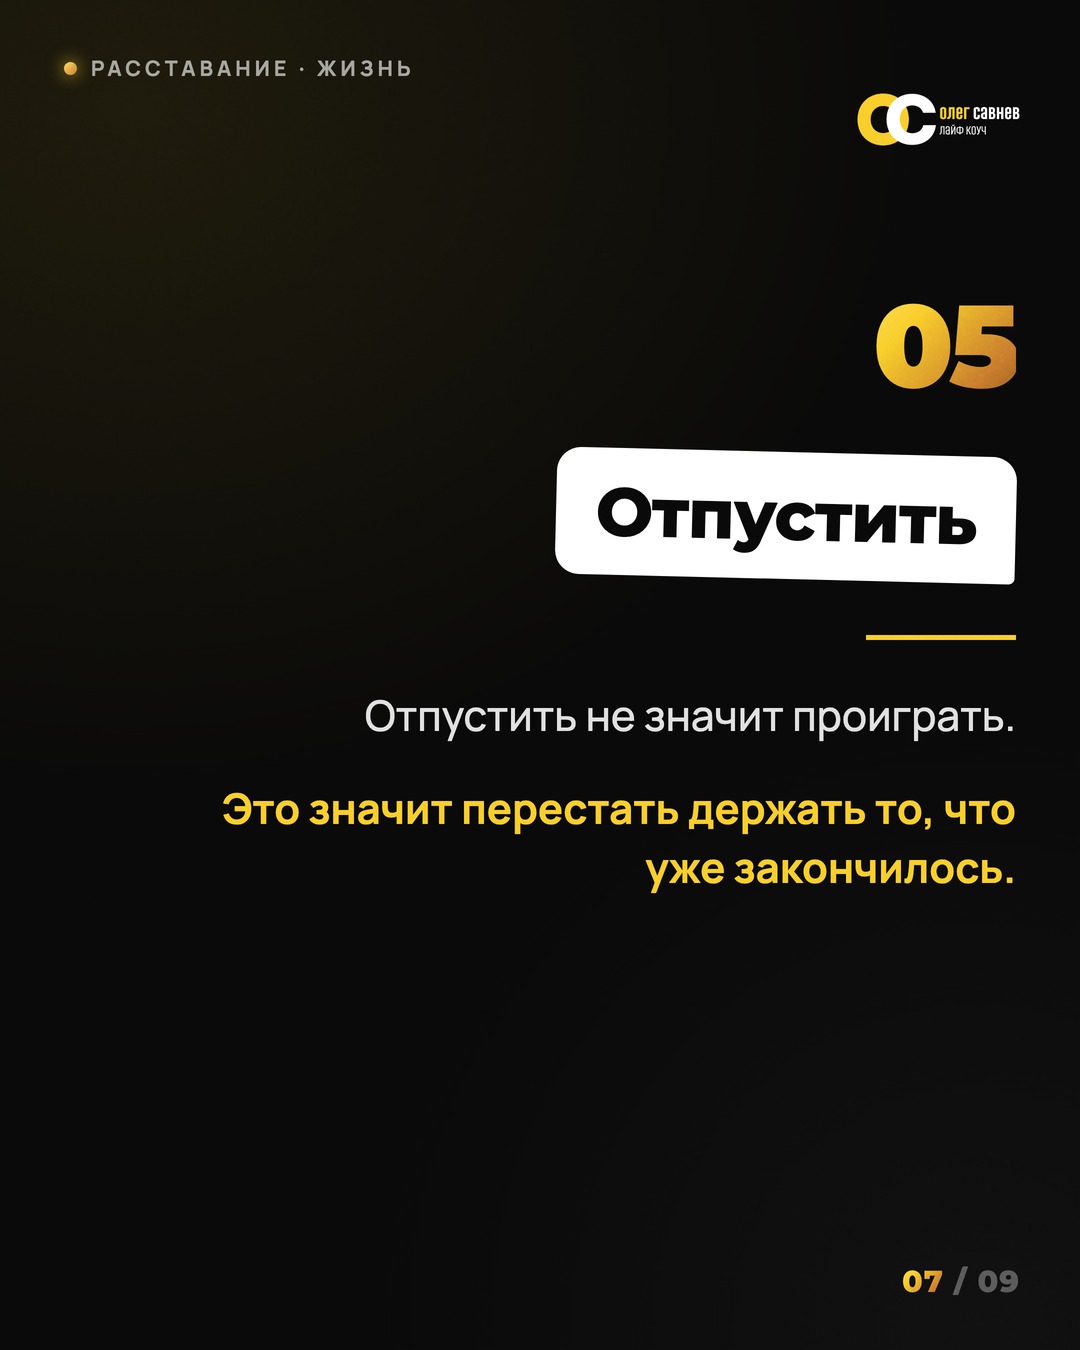 РАССТАВАНИЕ · ЖИЗНЬ
ОС
олег савнев
ЛАЙФ КОУЧ
05
Отпустить
Отпустить не значит проиграть.
Это значит перестать держать то, что
уже закончилось.
07 / 09